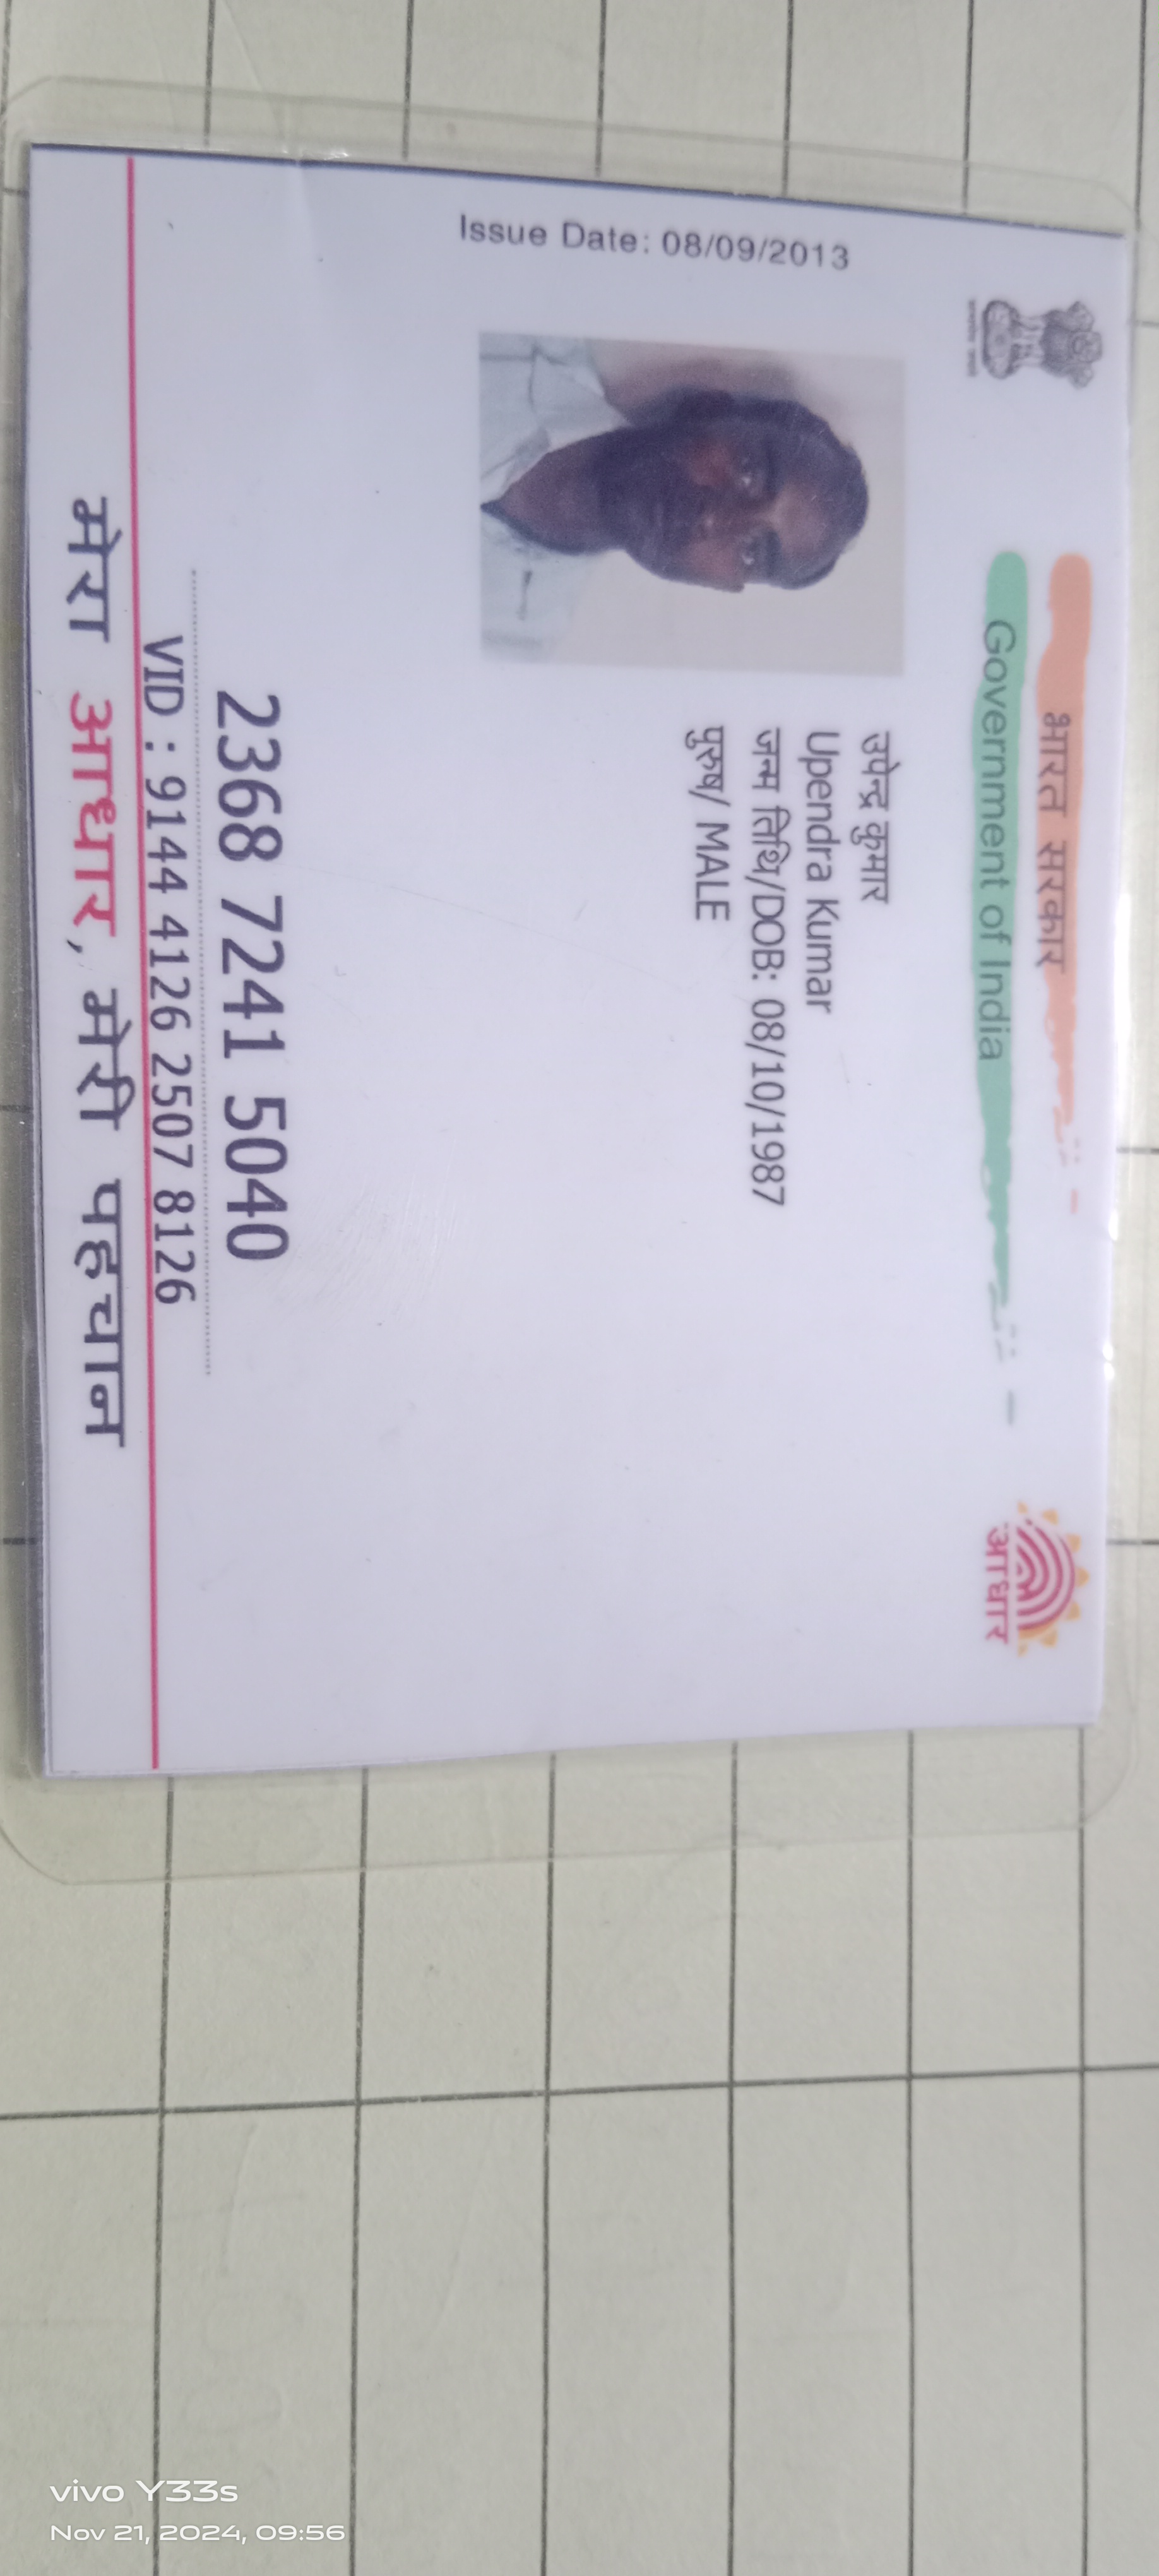 भारत सरकार
Government of India
Issue Date: 08/09/2013
उपेन्द्र कुमार
Upendra Kumar
जन्म तिथि/DOB: 08/10/1987
पुरुष/ MALE
2368 7241 5040
VID : 9144 4126 2507 8126
मेरा आधार, मेरी पहचान
आधार
vivo Y33s
Nov 21, 2024, 09:56